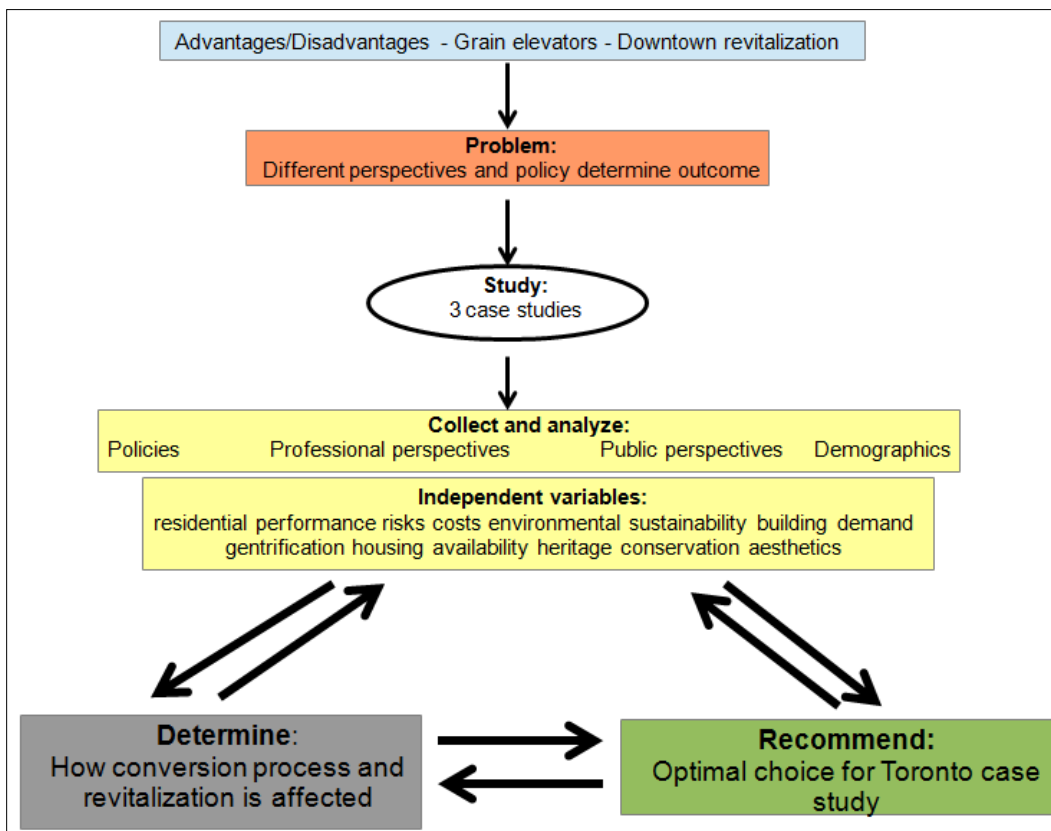 Advantages/Disadvantages - Grain elevators - Downtown revitalization
Problem:
Different perspectives and policy determine outcome
Study:
3 case studies
Collect and analyze:
Policies Professional perspectives Public perspectives Demographics
Independent variables:
residential performance risks costs environmental sustainability building demand
gentrification housing availability heritage conservation aesthetics
Determine:
How conversion process and
revitalization is affected
Recommend:
Optimal choice for Toronto case
study